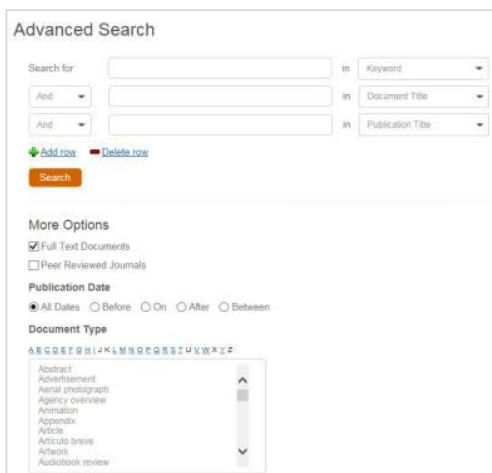 Advanced Search
Search for in Keyword
And in Document Title
And in Publication Title
Add row Delete row
Search
More Options
Full Text Documents
Peer Reviewed Journals
Publication Date
All Dates Before On After Between
Document Type
A B C D E F G H I J K L M N O P Q R S T U V W X Y Z
Abstract
Advertisement
Aerial photograph
Agency overview
Animation
Appendix
Article
Artículo breve
Artwork
Audiobook review